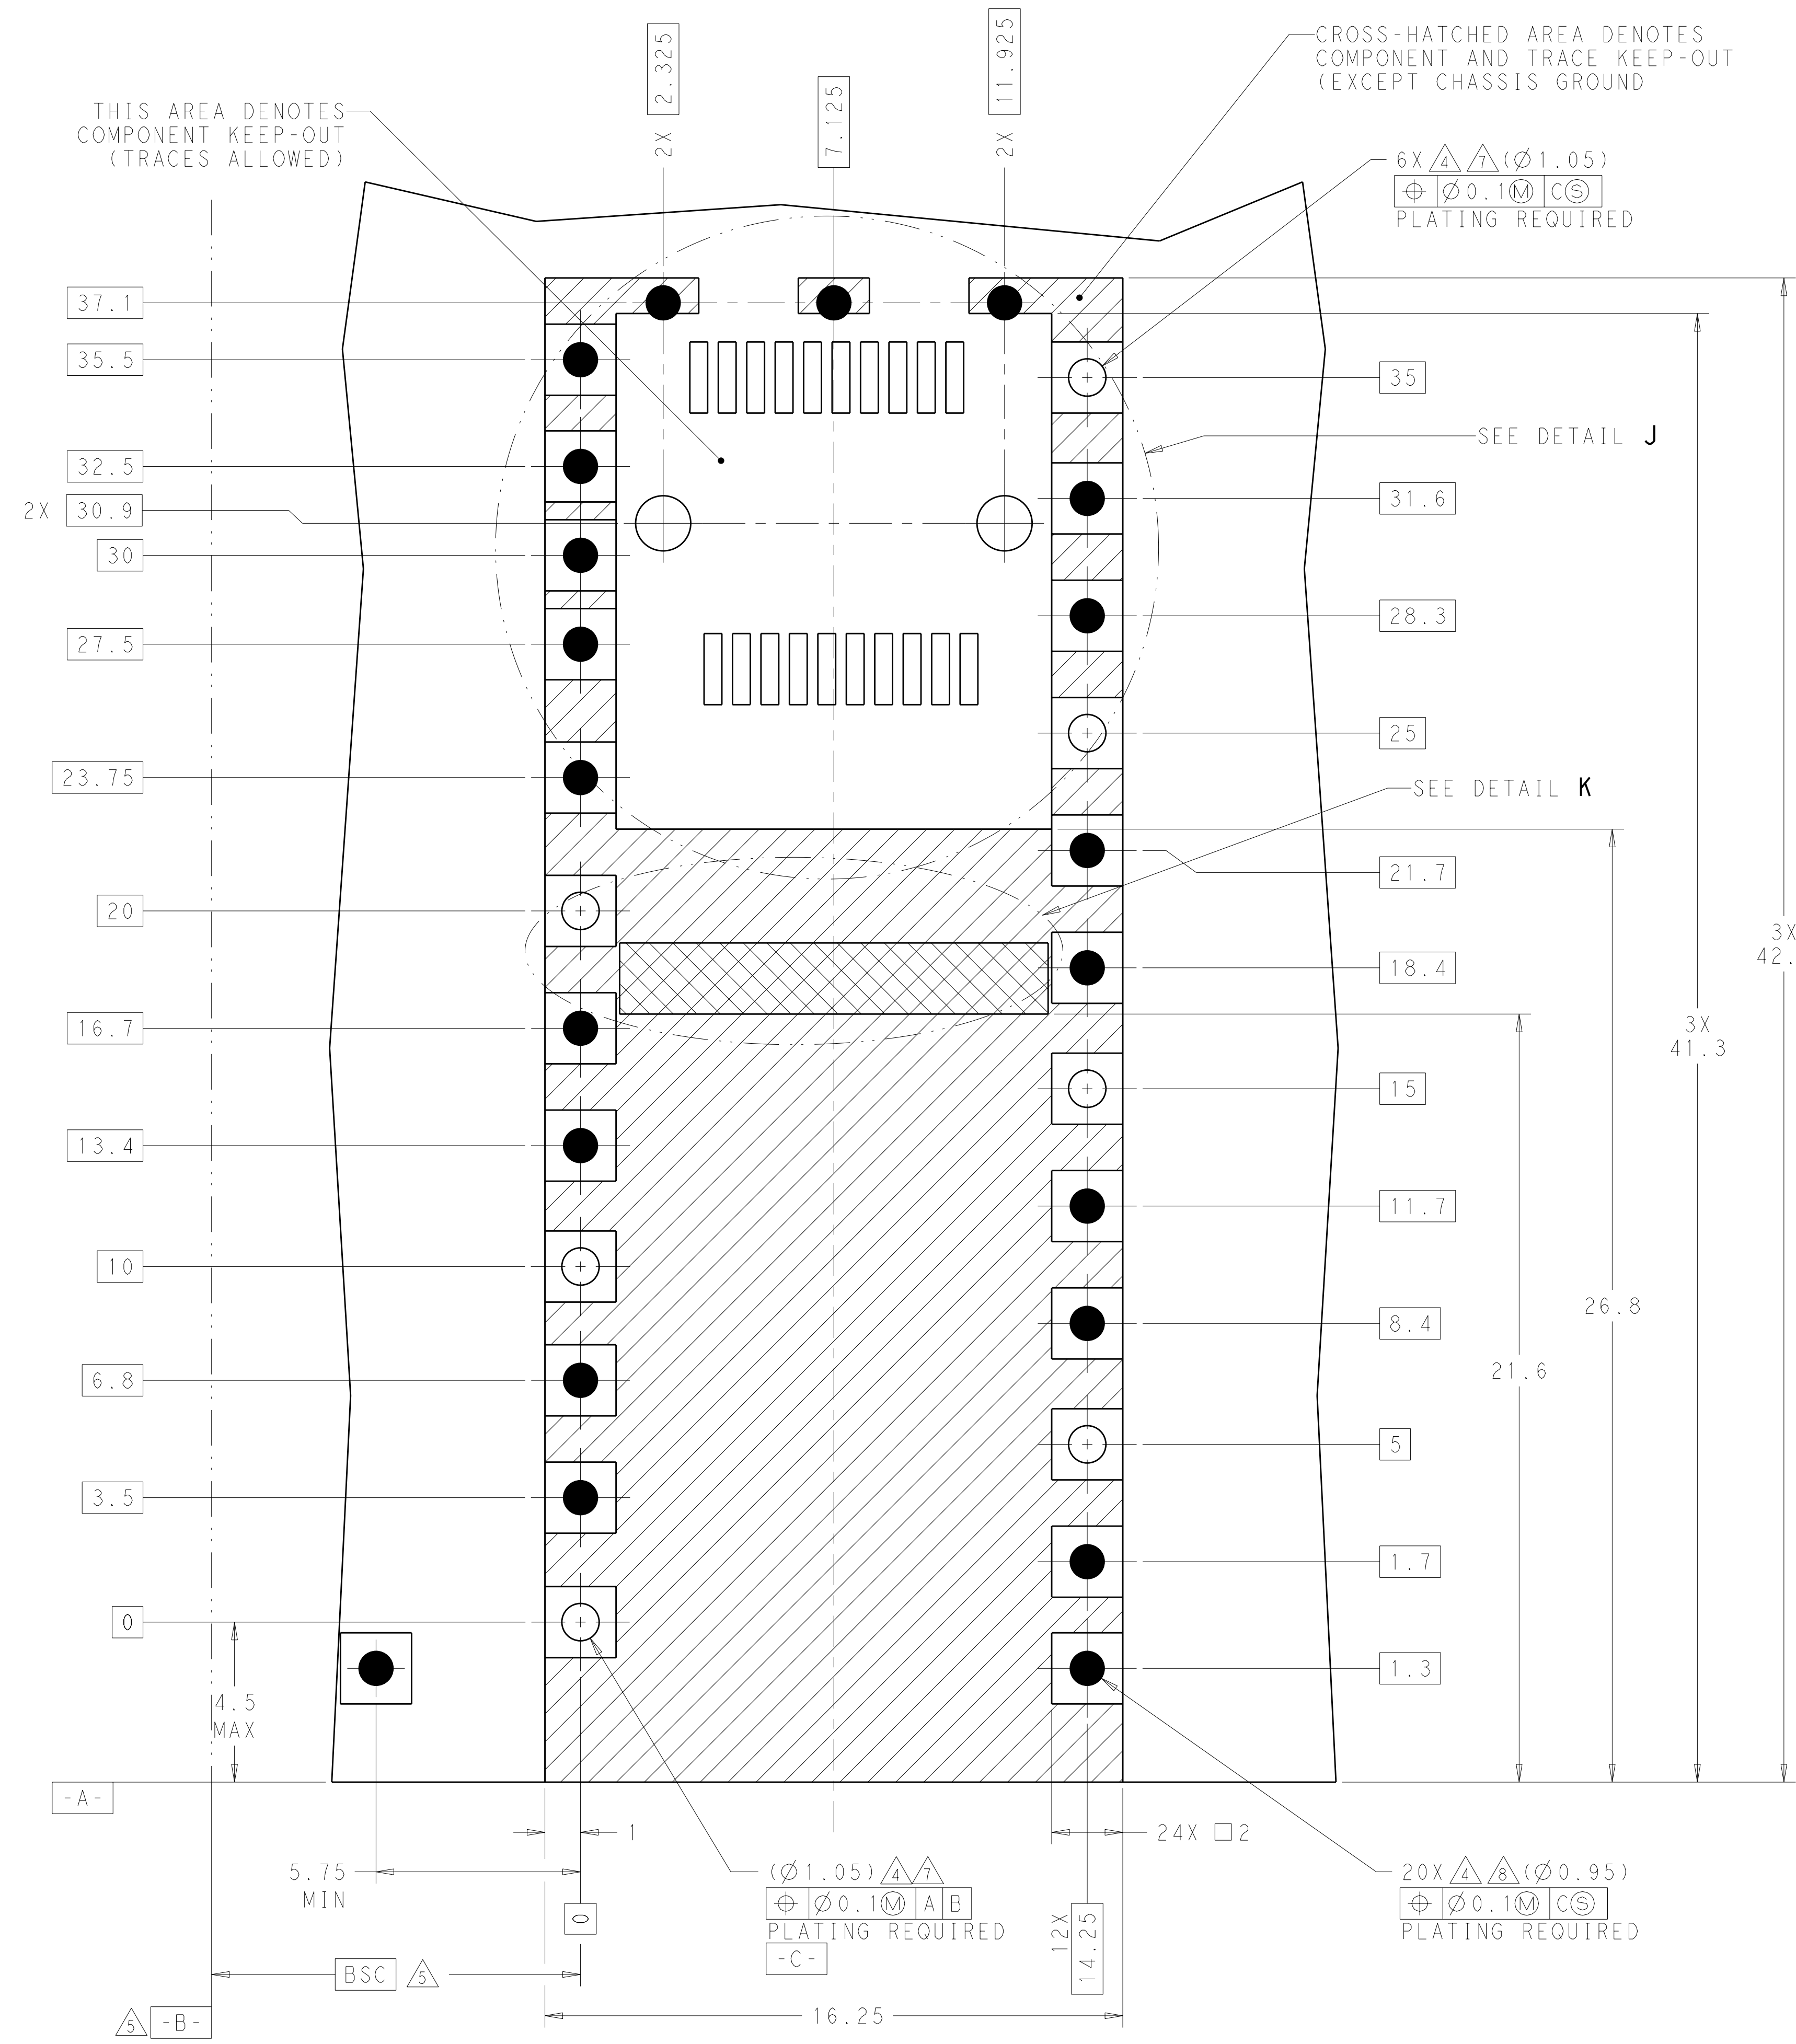 THIS AREA DENOTES
COMPONENT KEEP-OUT
(TRACES ALLOWED)
2X 2.325
7.125
2X 11.925
CROSS-HATCHED AREA DENOTES
COMPONENT AND TRACE KEEP-OUT
(EXCEPT CHASSIS GROUND
6X 4 7 (Ø1.05)
⌖ Ø0.1Ⓜ CⓈ
PLATING REQUIRED
37.1
35.5
32.5
2X 30.9
30
27.5
23.75
20
16.7
13.4
10
6.8
3.5
0
35
SEE DETAIL J
31.6
28.3
25
SEE DETAIL K
21.7
18.4
15
11.7
8.4
5
1.7
1.3
3X
42.
3X
41.3
26.8
21.6
4.5
MAX
-A-
1
24X □2
5.75
MIN
0
(Ø1.05) 4 7
⌖ Ø0.1Ⓜ A B
PLATING REQUIRED
-C-
12X
14.25
20X 4 8 (Ø0.95)
⌖ Ø0.1Ⓜ CⓈ
PLATING REQUIRED
BSC 5
16.25
5 -B-